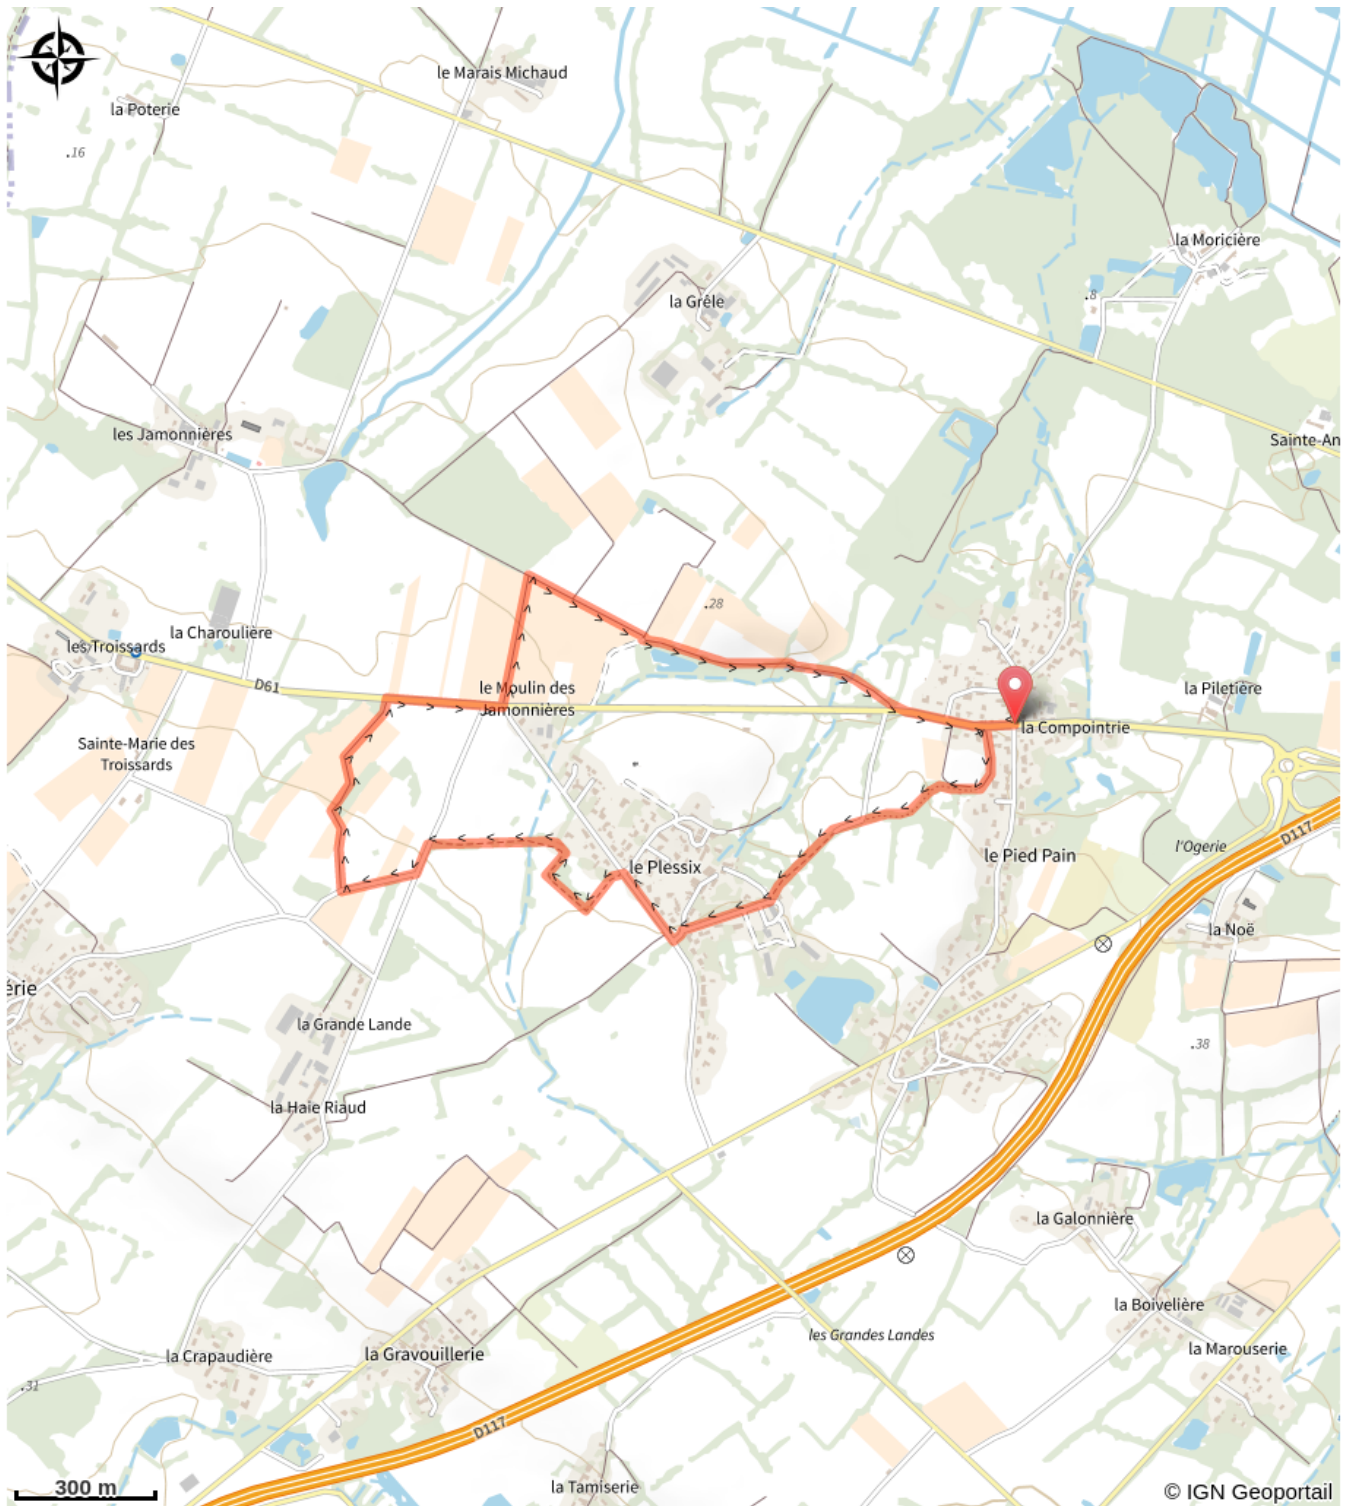 le Marais Michaud
la Poterie
.16
la Moricière
.8
la Grêle
les Jamonnières
Sainte-An
.28
la Charoulière
les Troissards
D61
le Moulin des
Jamonnières
la Piletière
la Compointrie
Sainte-Marie des
Troissards
D117
l'Ogerie
le Pied Pain
le Plessix
la Noë
érie
la Grande Lande
.38
la Haie Riaud
la Galonnière
la Boivelière
les Grandes Landes
la Marouserie
la Crapaudière
la Gravouillerie
.31
D117
la Tamiserie
300 m
© IGN Geoportail